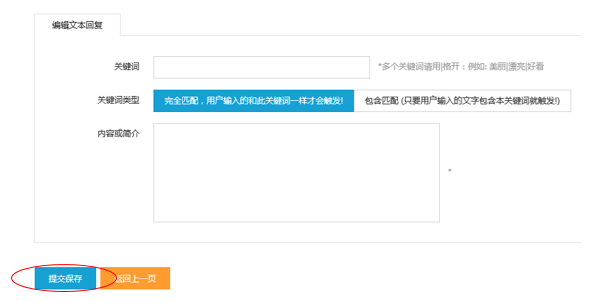 编辑文本回复
关键词 *多个关键词请用|格开：例如: 美丽|漂亮|好看
关键词类型 完全匹配，用户输入的和此关键词一样才会触发! 包含匹配 (只要用户输入的文字包含本关键词就触发!)
内容或简介
*
提交保存 返回上一页